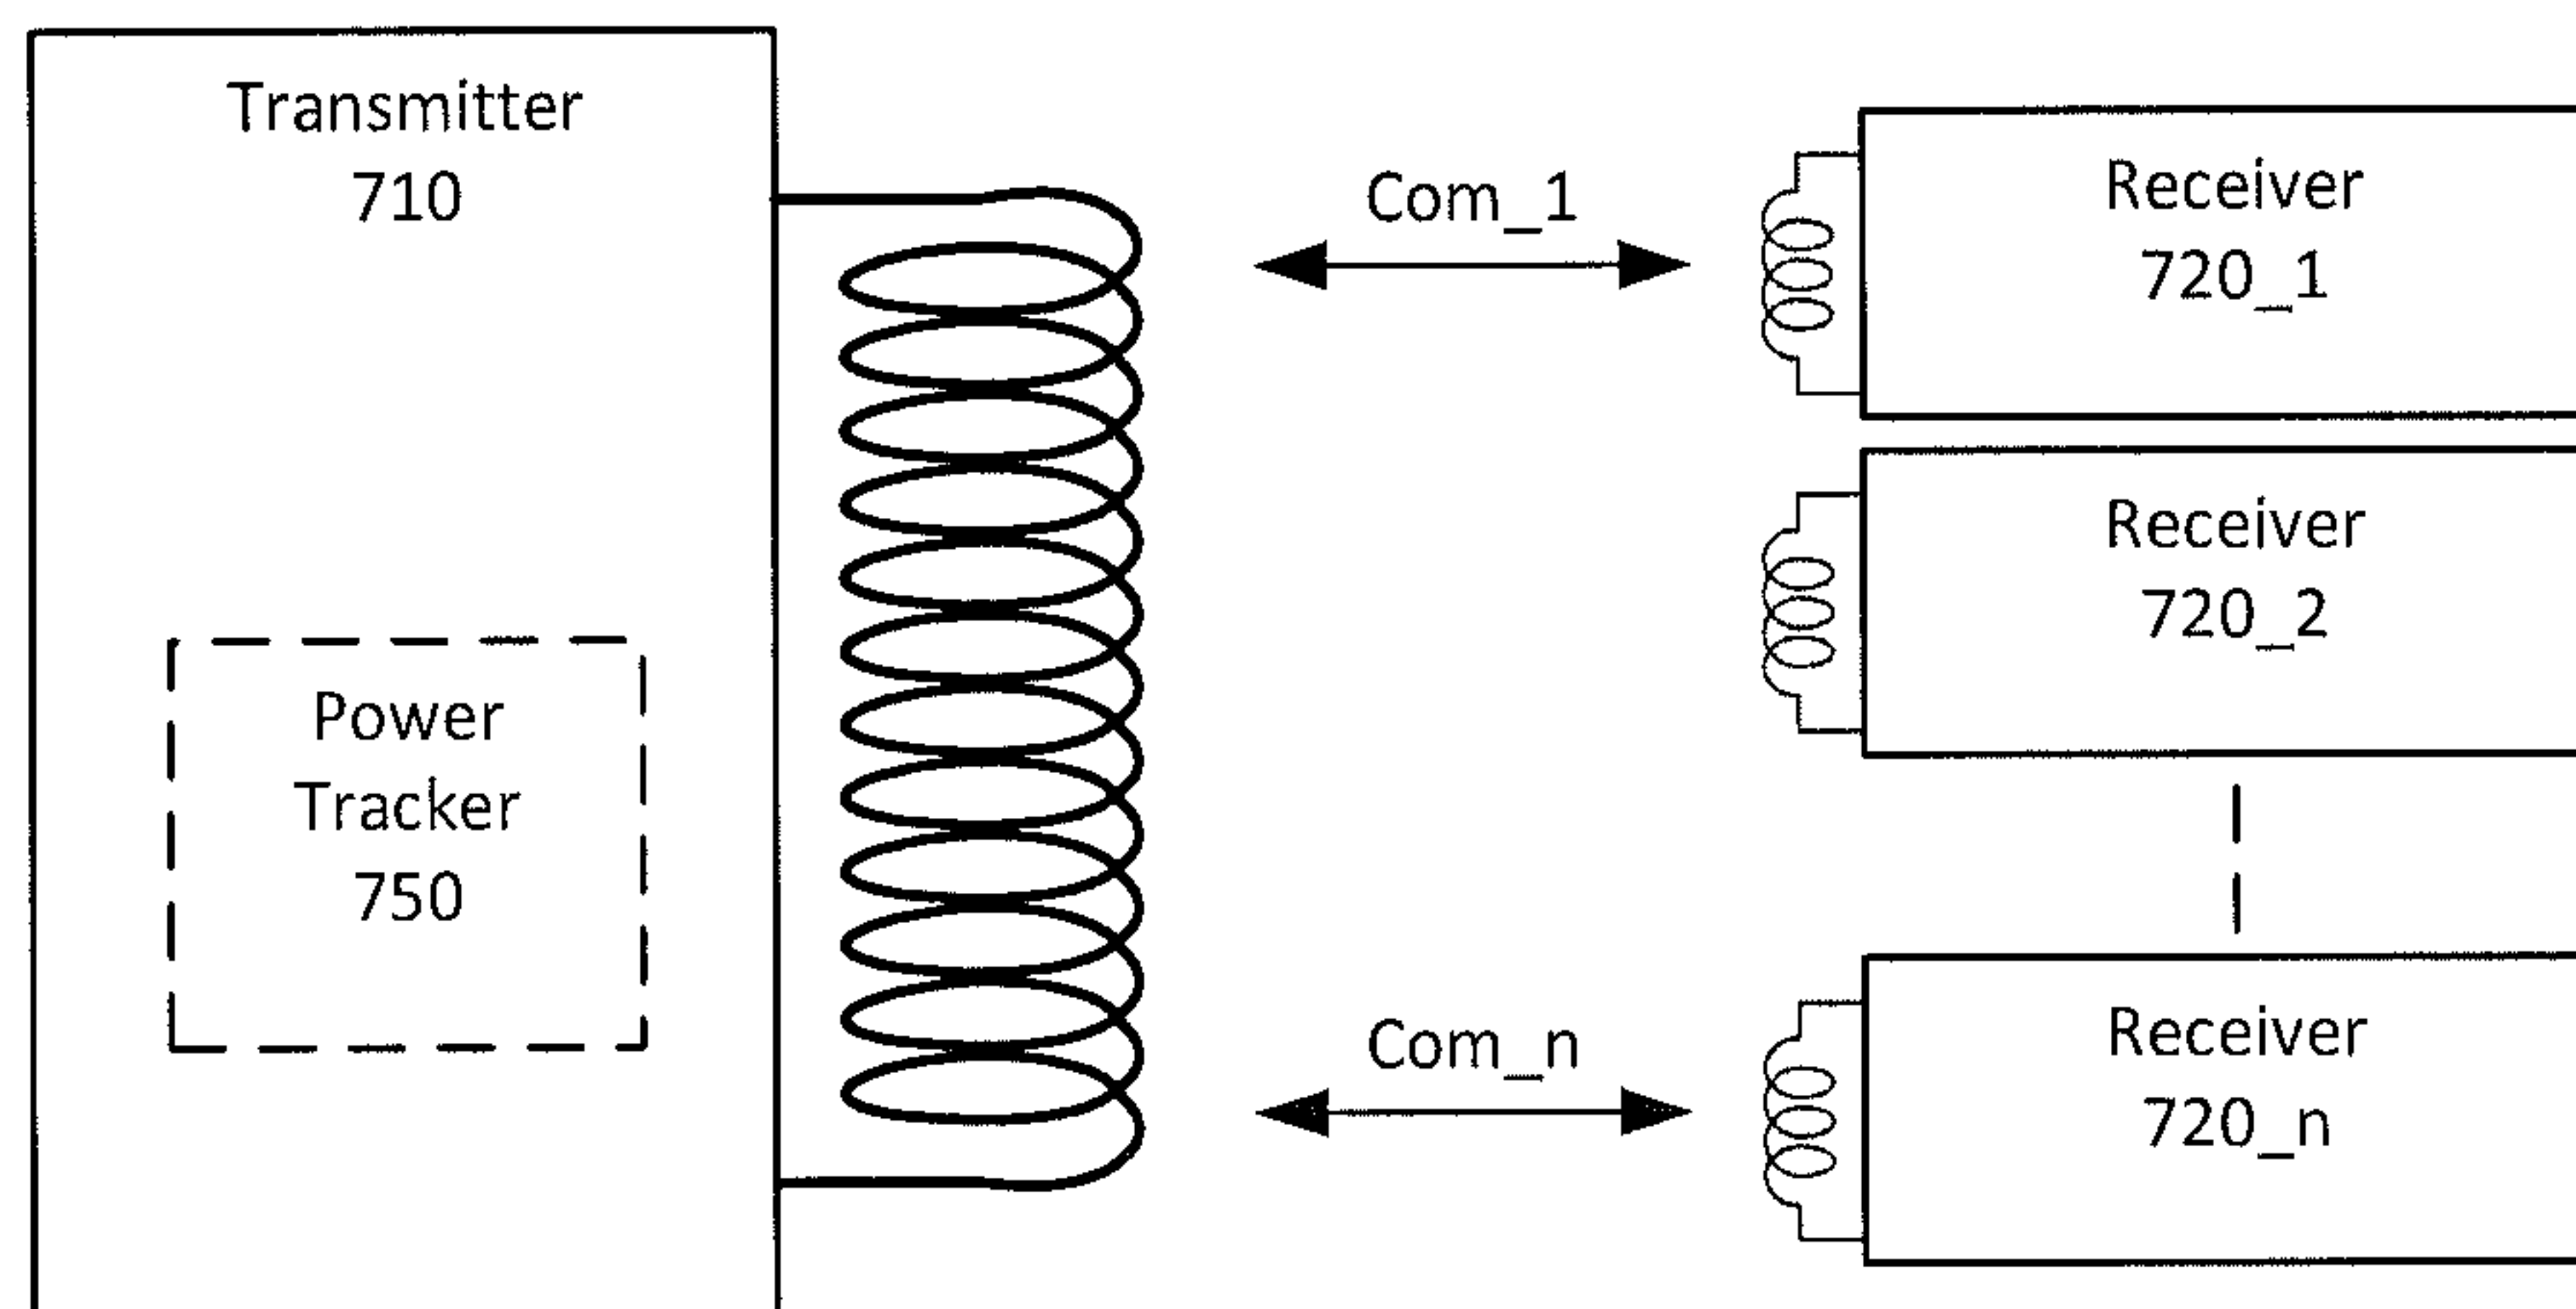 Transmitter
710
Power
Tracker
750
Com_1
Com_n
Receiver
720_1
Receiver
720_2
Receiver
720_n